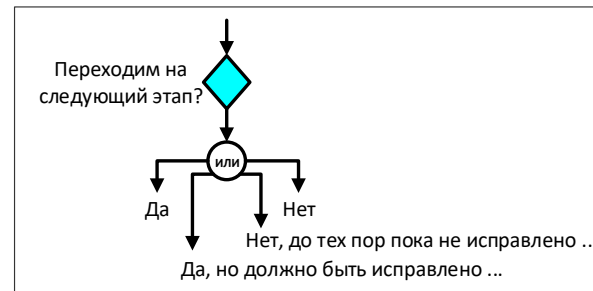 Переходим на
следующий этап?
или
Да
Нет
Нет, до тех пор пока не исправлено ..
Да, но должно быть исправлено ...